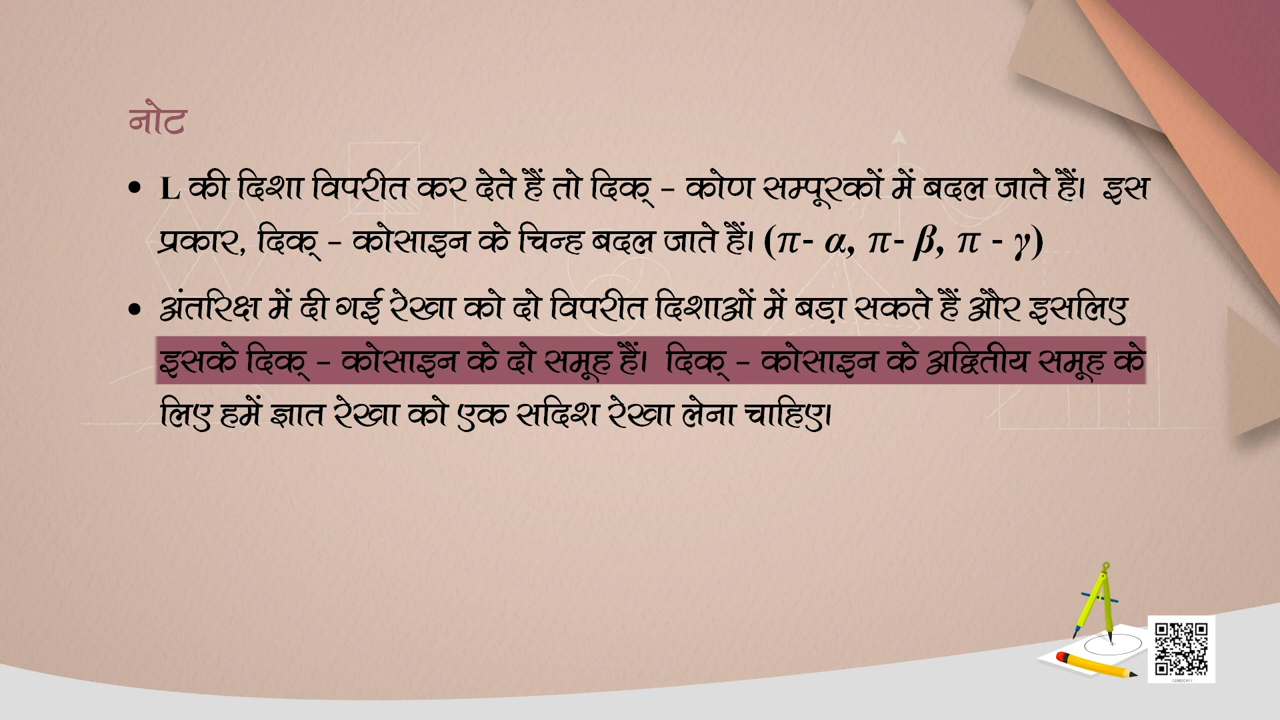 नोट
• L की दिशा विपरीत कर देते हैं तो दिक् - कोण सम्पूरकों में बदल जाते हैं। इस
प्रकार, दिक् - कोसाइन के चिन्ह बदल जाते हैं। (π- α, π- β, π - γ)
• अंतरिक्ष में दी गई रेखा को दो विपरीत दिशाओं में बड़ा सकते हैं और इसलिए
इसके दिक् - कोसाइन के दो समूह हैं। दिक् - कोसाइन के अद्वितीय समूह के
लिए हमें ज्ञात रेखा को एक सदिश रेखा लेना चाहिए।